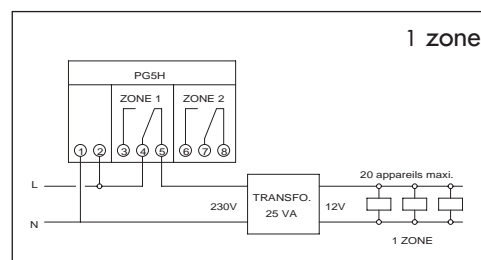 1 zone
PG5H
ZONE 1 ZONE 2
1 2 3 4 5 6 7 8
L
20 appareils maxi.
230V
TRANSFO.
25 VA
12V
N
1 ZONE